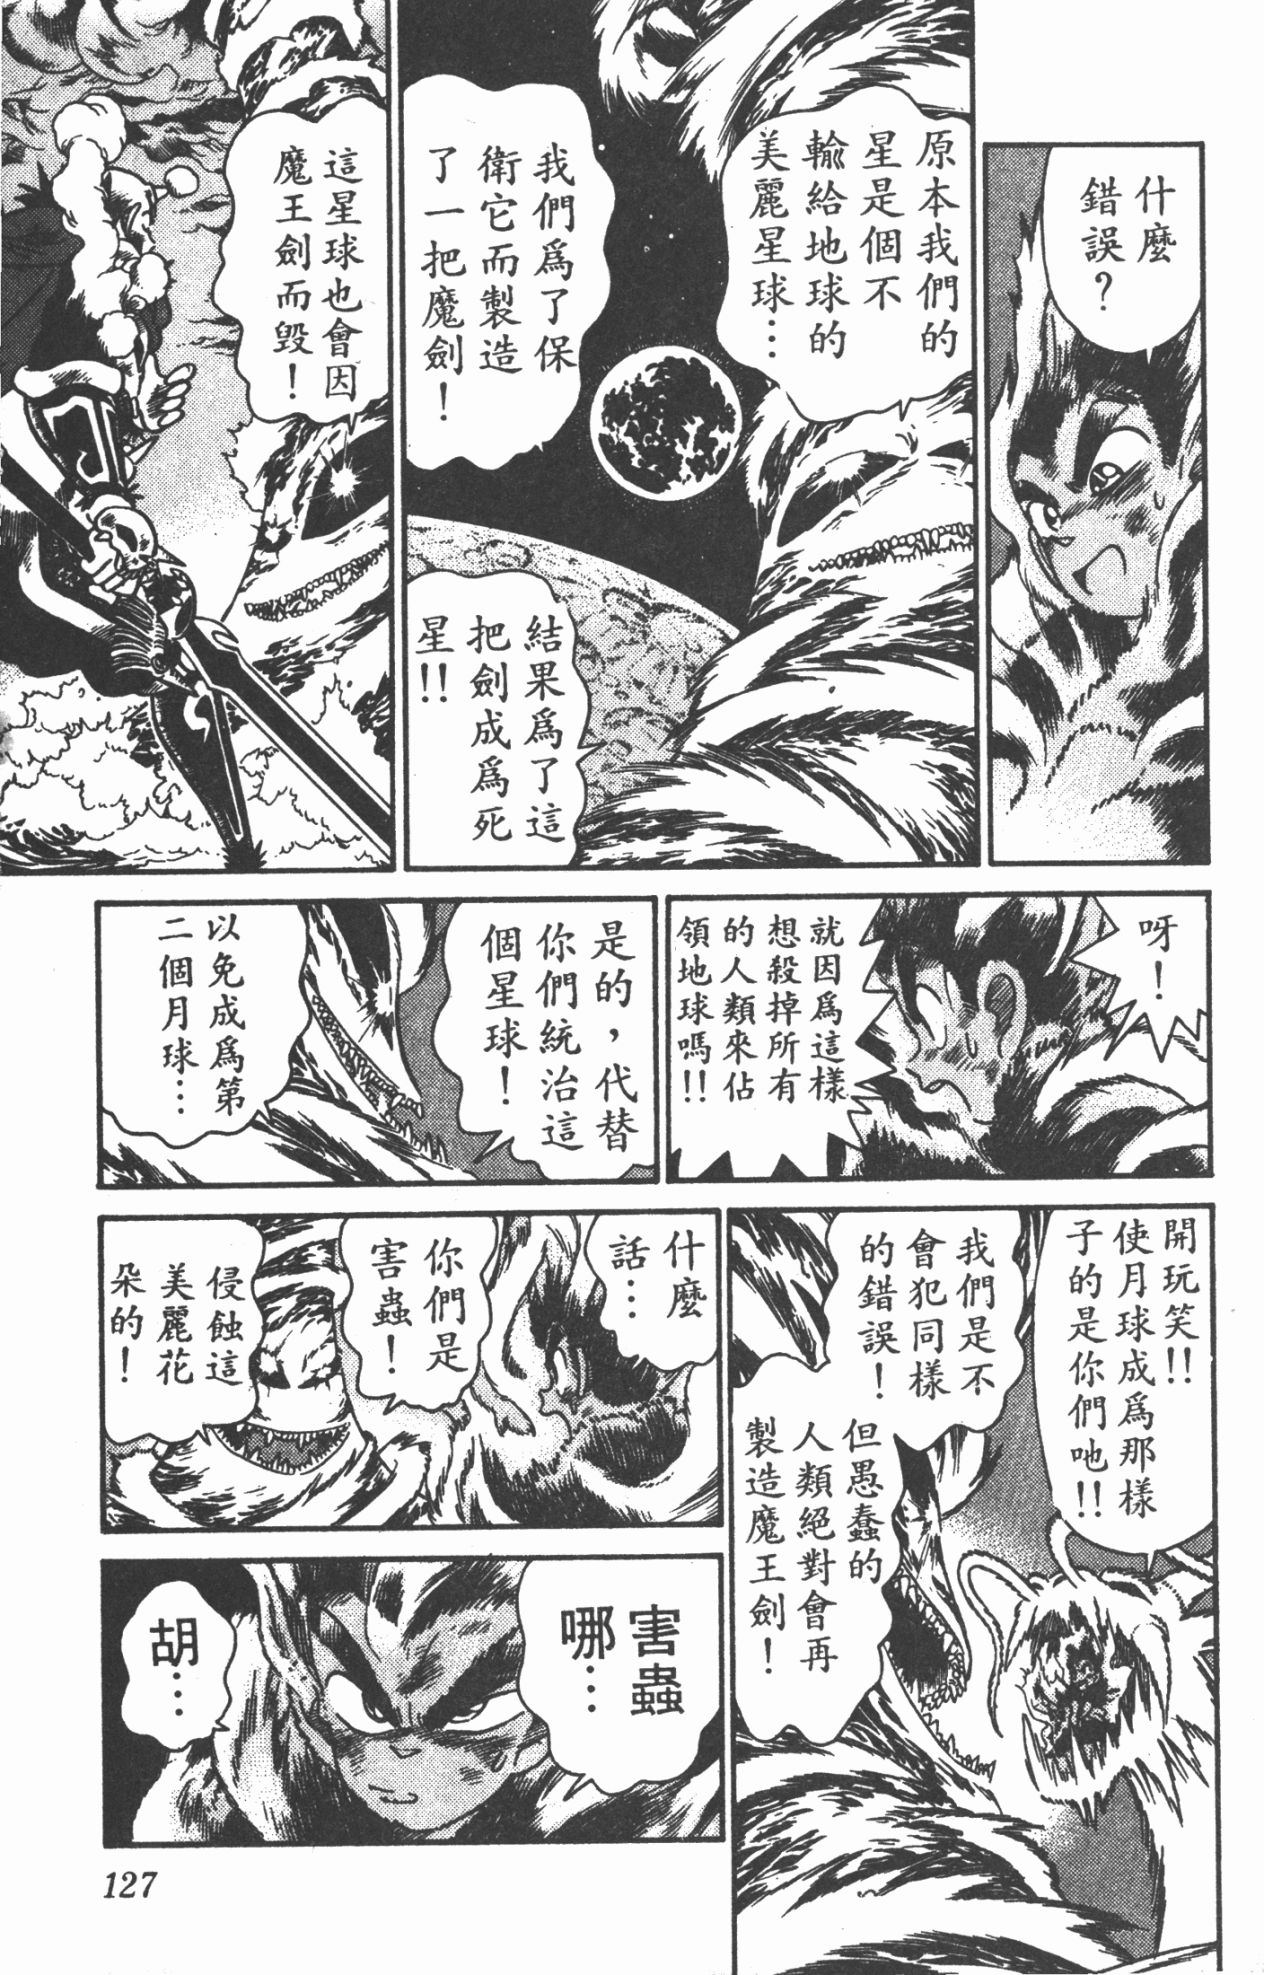 什麼
錯誤?
原本我們的
星是個不
輸給地球的
美麗星球…
我們爲了保
衛它而製造
了一把魔劍!
結果爲了這
把劍成爲死
星!!
這星球也會因
魔王劍而毀!
呀!
就因爲這樣
想殺掉所有
的人類來佔
領地球嗎!!
是的,代替
你們統治這
個星球!
以免成爲第
二個月球…
開玩笑!!
使月球成爲那樣
子的是你們吔!!
我們是不
會犯同樣
的錯誤!
但愚蠢的
人類絕對會再
製造魔王劍!
什麼
話…
你們是
害蟲!
侵蝕這
美麗花
朵的!
害蟲
哪…
胡…
127